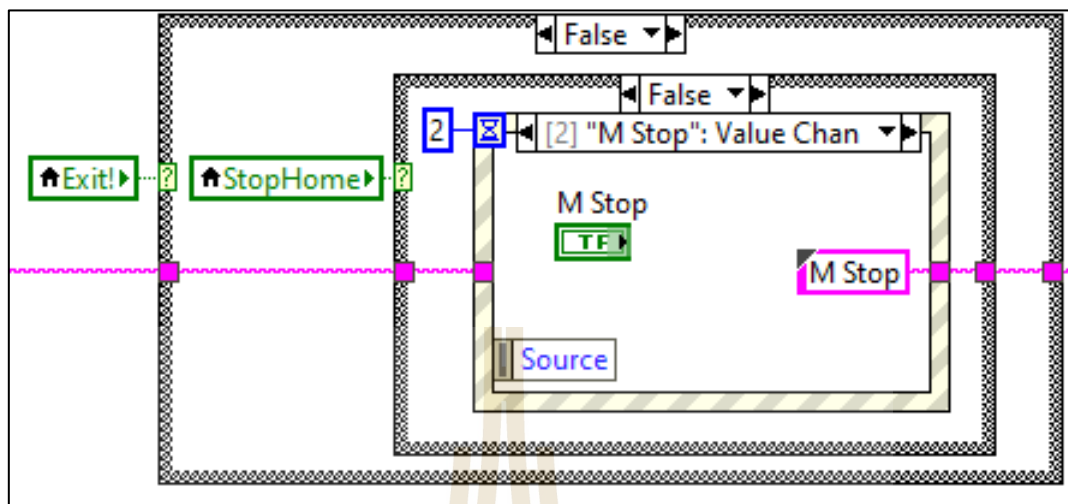 False
False
2
[2] "M Stop": Value Chan
Exit!
?
StopHome
?
M Stop
TF
M Stop
Source